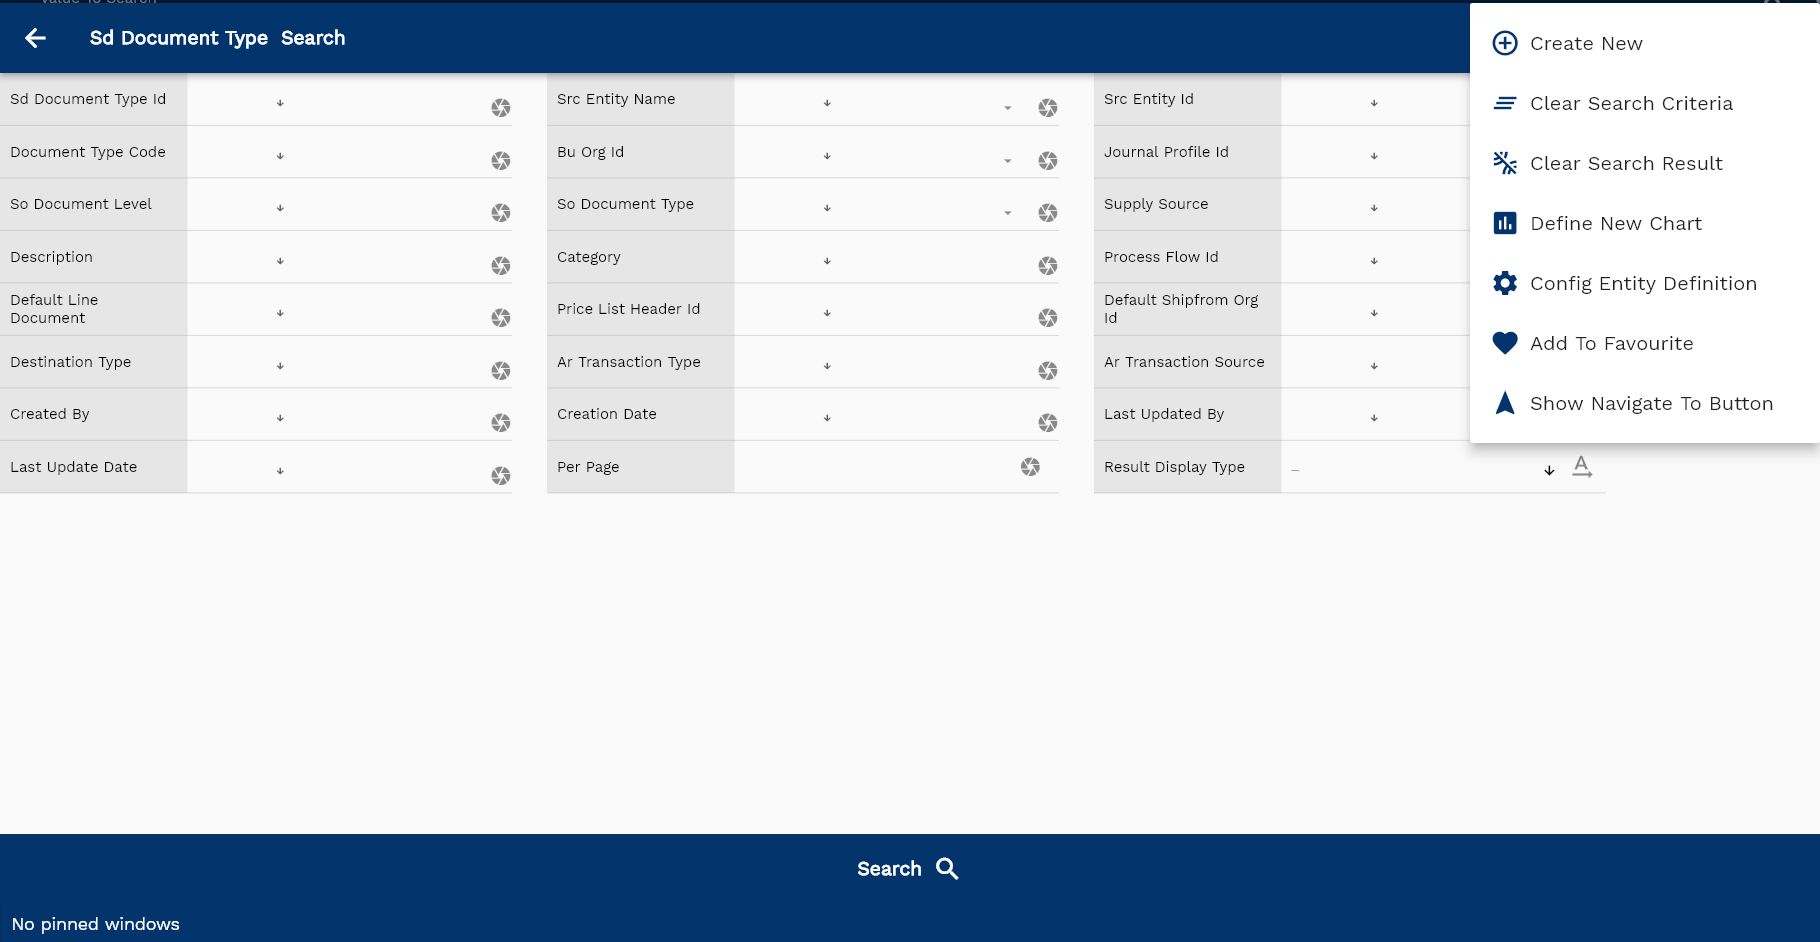 Value To Search
Sd Document Type Search
Create New
Clear Search Criteria
Clear Search Result
Define New Chart
Config Entity Definition
Add To Favourite
Show Navigate To Button
Sd Document Type Id
Src Entity Name
Src Entity Id
Document Type Code
Bu Org Id
Journal Profile Id
So Document Level
So Document Type
Supply Source
Description
Category
Process Flow Id
Default Line
Document
Price List Header Id
Default Shipfrom Org
Id
Destination Type
Ar Transaction Type
Ar Transaction Source
Created By
Creation Date
Last Updated By
Last Update Date
Per Page
Result Display Type
Search
No pinned windows